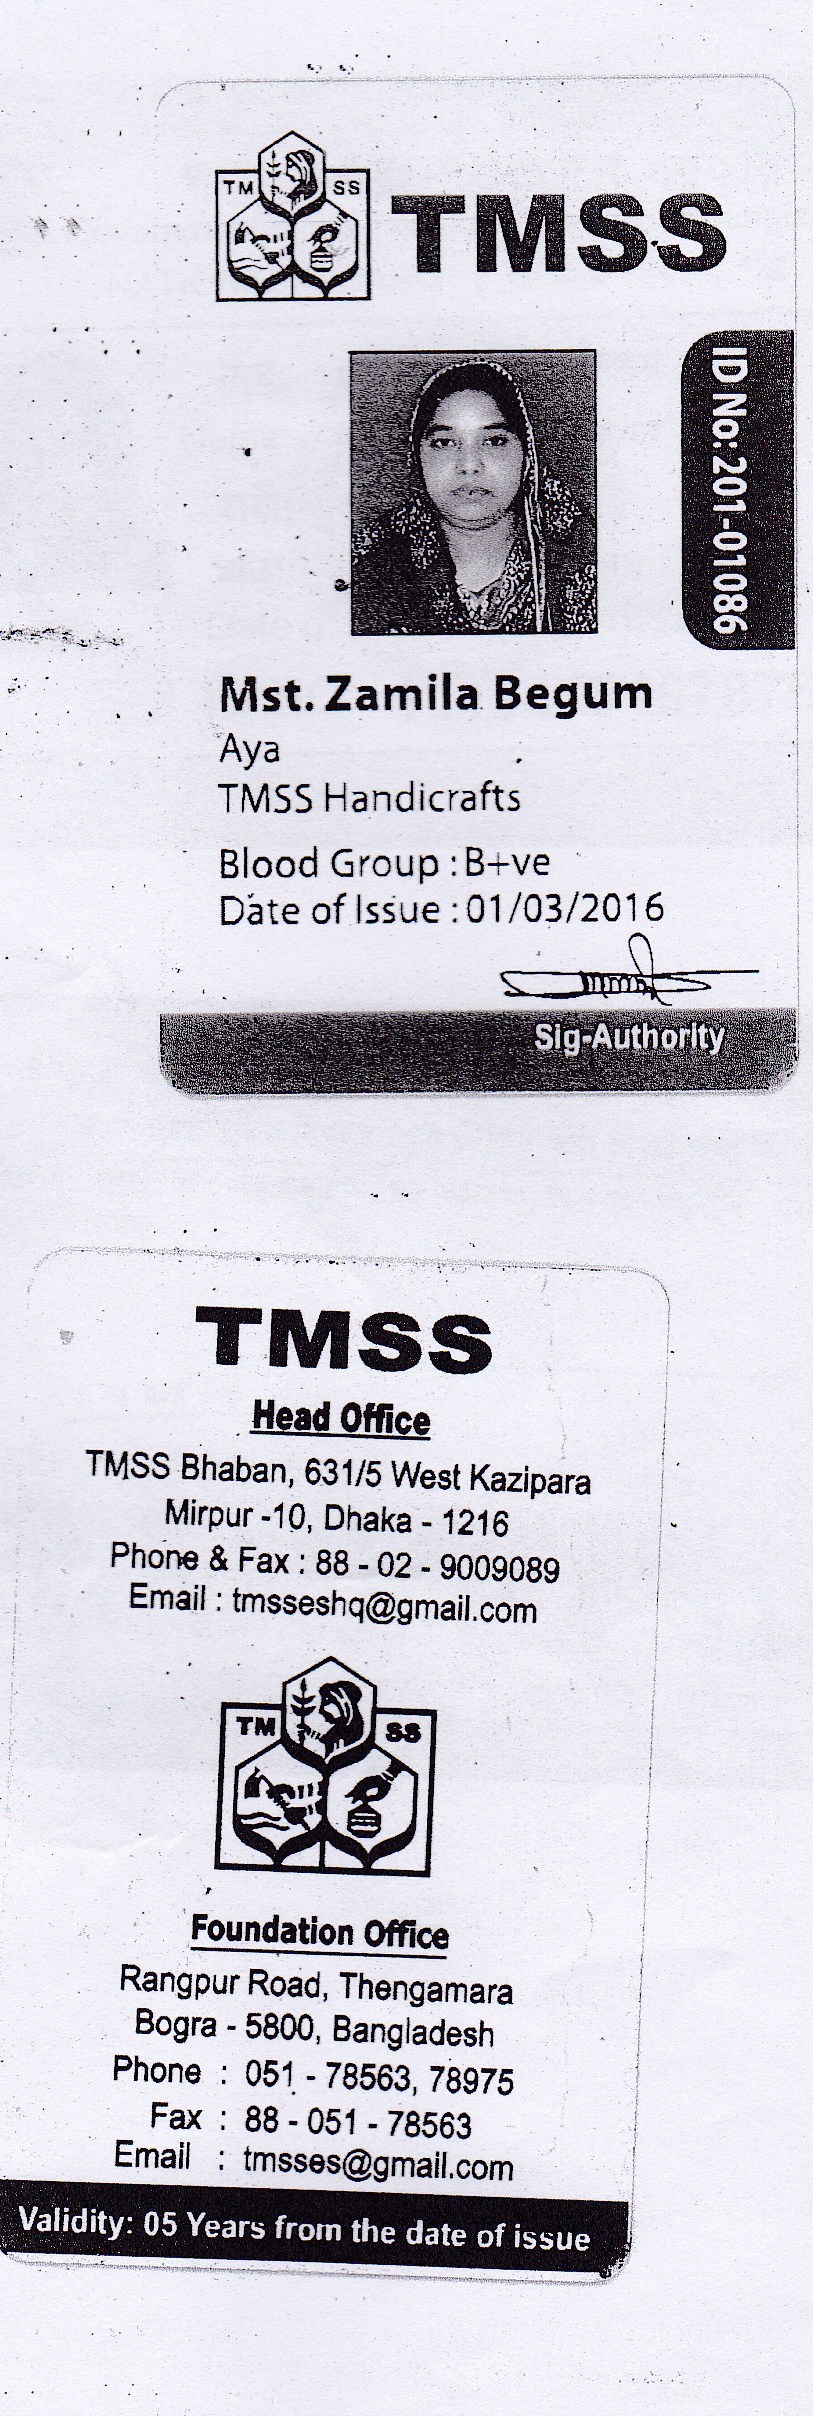 TM SS
TMSS
ID No:201-01086
Mst. Zamila Begum
Aya
TMSS Handicrafts
Blood Group : B+ve
Date of Issue : 01/03/2016
Sig-Authority
TMSS
Head Office
TMSS Bhaban, 631/5 West Kazipara
Mirpur -10, Dhaka - 1216
Phone & Fax : 88 - 02 - 9009089
Email : tmsseshq@gmail.com
TM SS
Foundation Office
Rangpur Road, Thengamara
Bogra - 5800, Bangladesh
Phone : 051 - 78563, 78975
Fax : 88 - 051 - 78563
Email : tmsses@gmail.com
Validity: 05 Years from the date of issue